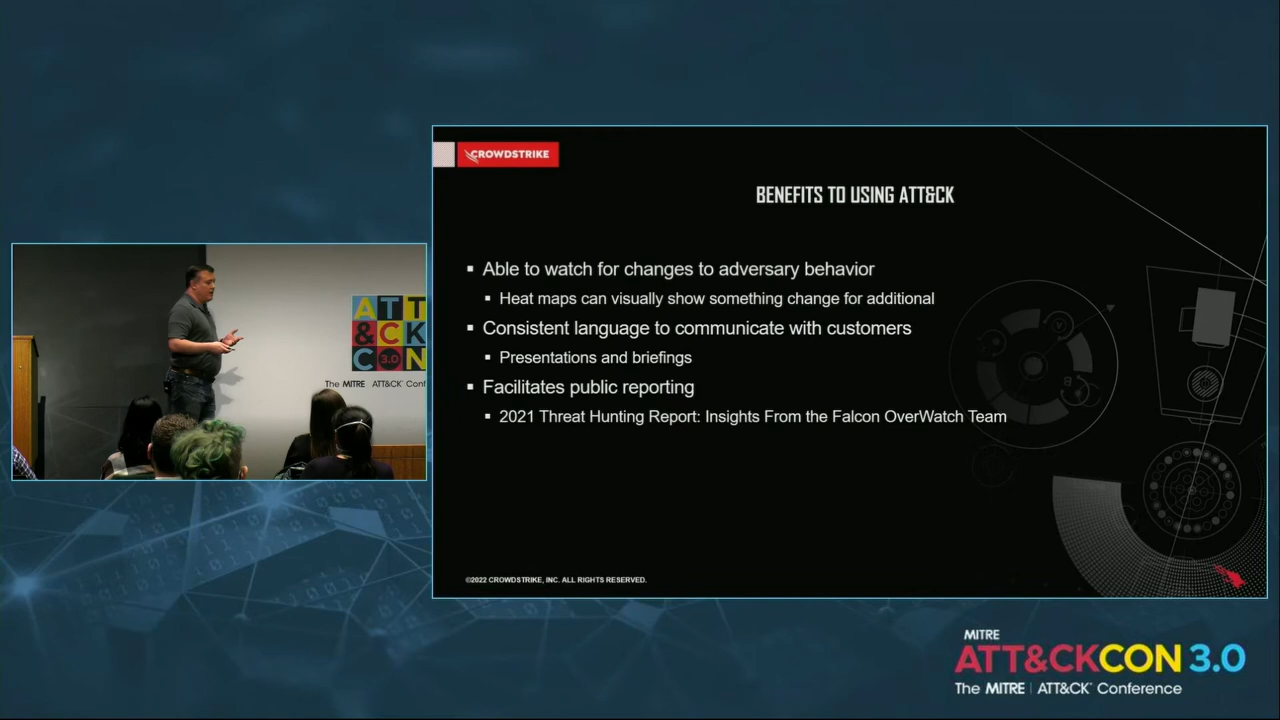 CROWDSTRIKE
BENEFITS TO USING ATT&CK
▪ Able to watch for changes to adversary behavior
▪ Heat maps can visually show something change for additional
▪ Consistent language to communicate with customers
▪ Presentations and briefings
▪ Facilitates public reporting
▪ 2021 Threat Hunting Report: Insights From the Falcon OverWatch Team
©2022 CROWDSTRIKE, INC. ALL RIGHTS RESERVED.
ATT
&CK
CON
3.0
The MITRE ATT&CK Conf
MITRE
ATT&CKCON 3.0
The MITRE | ATT&CK® Conference